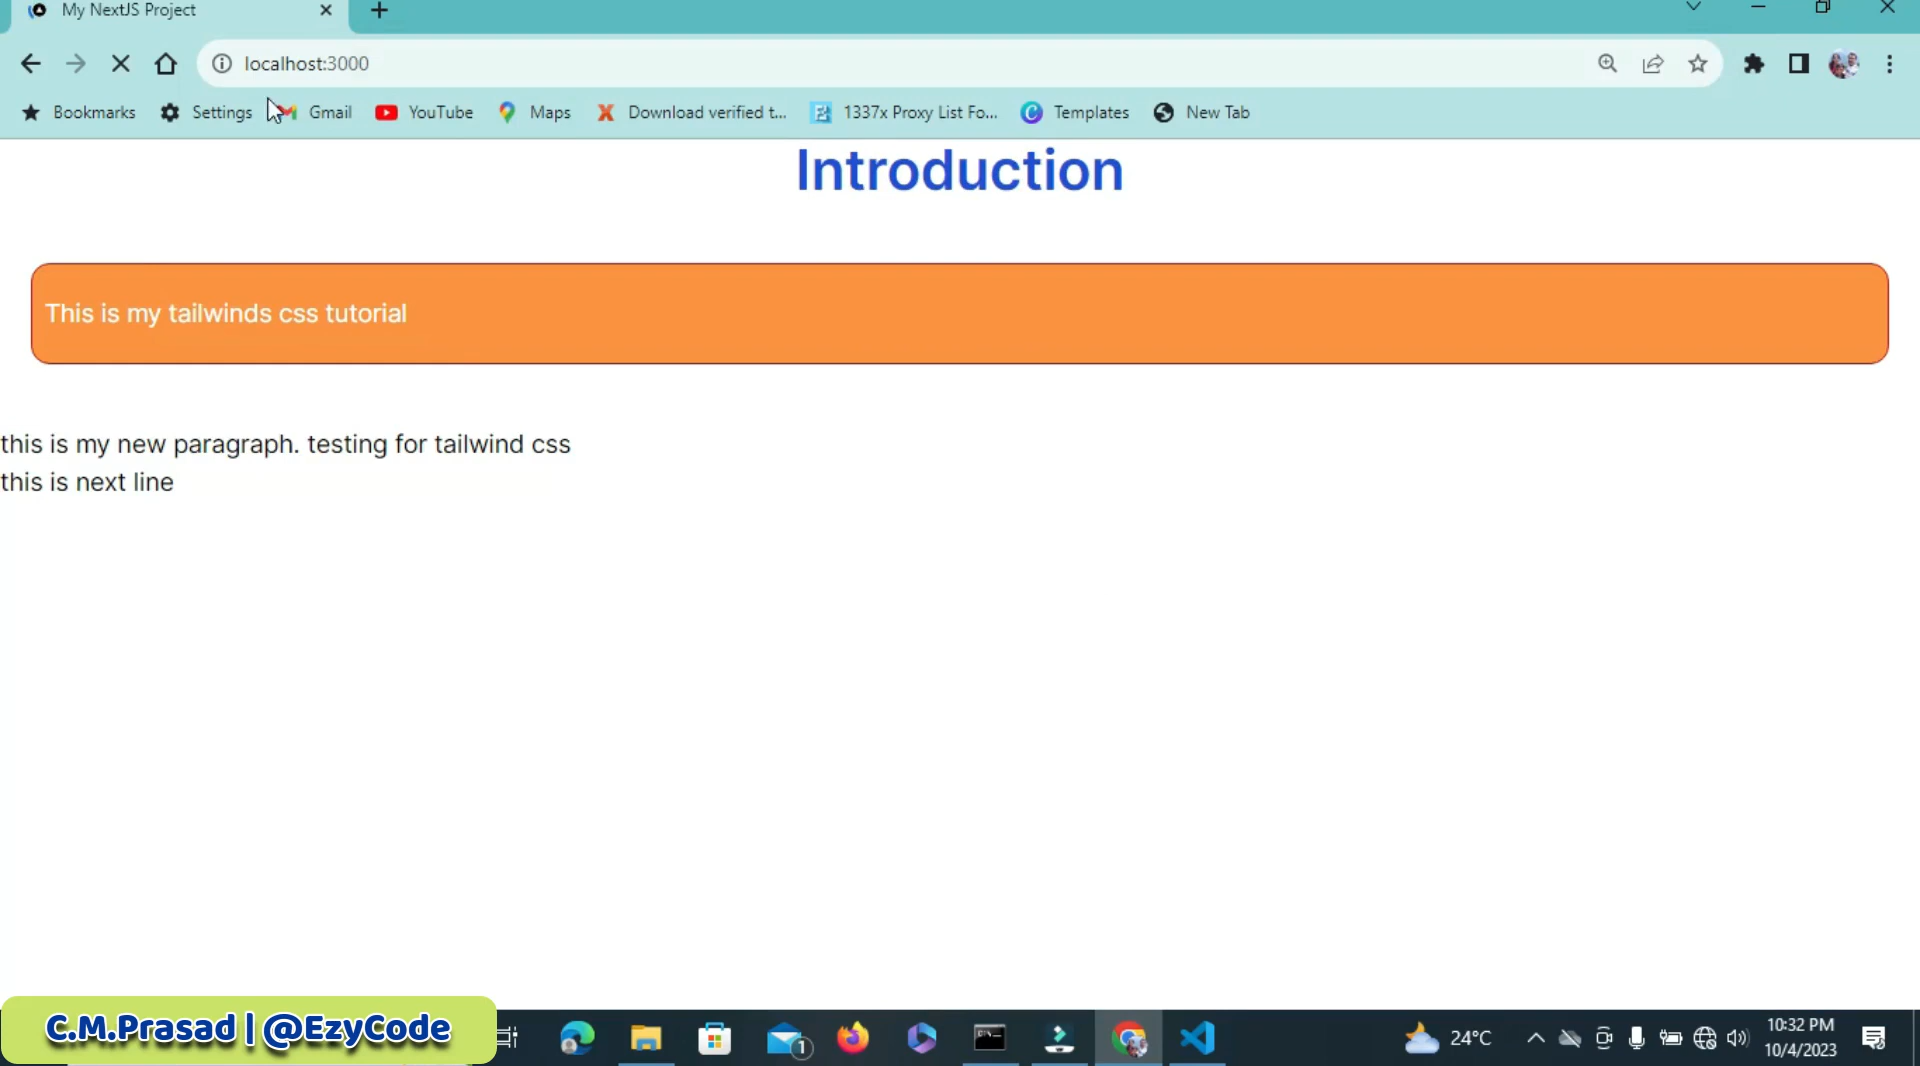 My NextJS Project
localhost:3000
Bookmarks Settings Gmail YouTube Maps Download verified t... 1337x Proxy List Fo... Templates New Tab
Introduction
This is my tailwinds css tutorial
this is my new paragraph. testing for tailwind css
this is next line
C.M.Prasad | @EzyCode
1
24°C
10:32 PM
10/4/2023